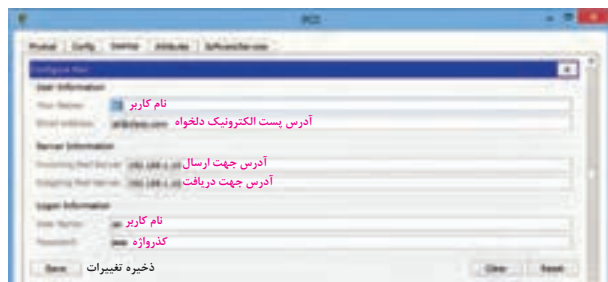 PC0
Physical Config Desktop Attributes Software/Services
Configure Mail
User Information
Your Name: نام کاربر
Email Address آدرس پست الکترونیک دلخواه
Server Information
Incoming Mail Server آدرس جهت ارسال
Outgoing Mail Server آدرس جهت دریافت
Logon Information
User Name: نام کاربر
Password: کذرواژه
Save ذخیره تغییرات Clear Reset